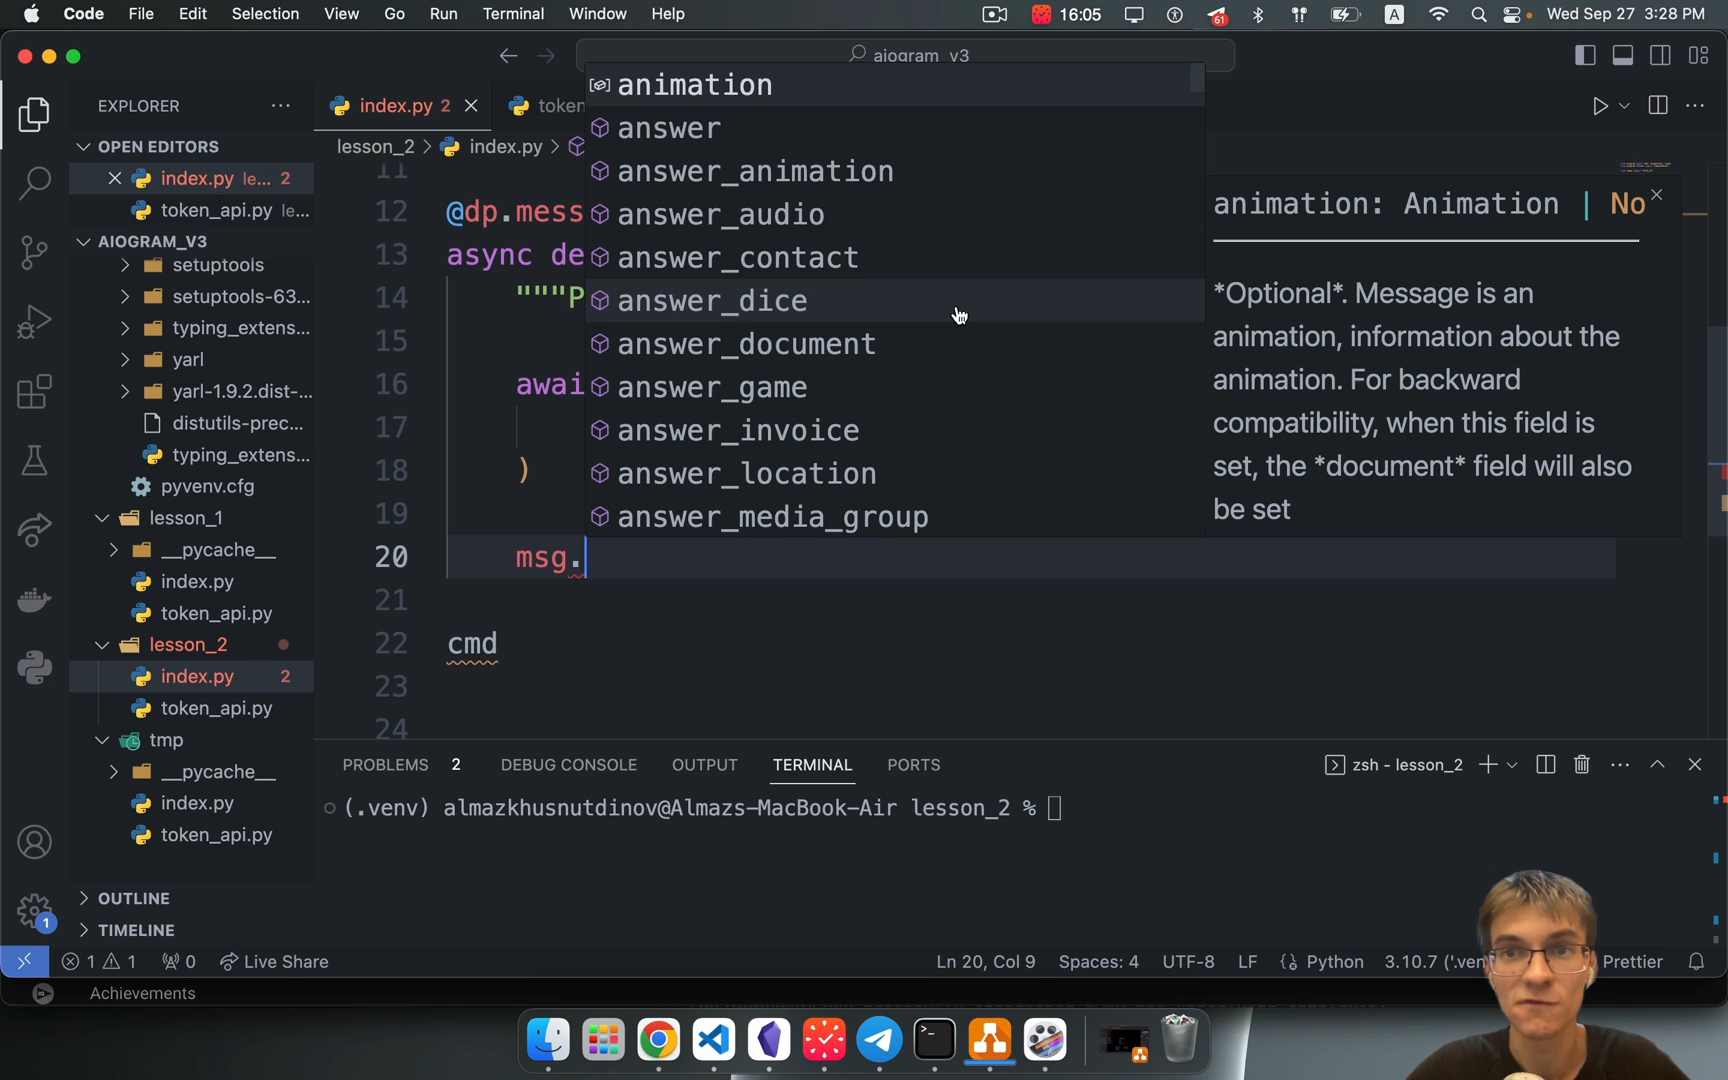 Code File Edit Selection View Go Run Terminal Window Help 16:05 61 A Wed Sep 27 3:28 PM
aiogram_v3
EXPLORER
index.py 2
token
OPEN EDITORS
index.py le... 2
token_api.py le...
AIOGRAM_V3
setuptools
setuptools-63...
typing_extens...
yarl
yarl-1.9.2.dist-...
distutils-prec...
typing_extens...
pyvenv.cfg
lesson_1
__pycache__
index.py
token_api.py
lesson_2
index.py 2
token_api.py
tmp
__pycache__
index.py
token_api.py
OUTLINE
TIMELINE
lesson_2 > index.py >
11
12 @dp.mess
13 async de
14 """P
15
16 awai
17
18 )
19
20 msg.
21
22 cmd
23
24
animation
answer
answer_animation
answer_audio
answer_contact
answer_dice
answer_document
answer_game
answer_invoice
answer_location
answer_media_group
animation: Animation | No
*Optional*. Message is an
animation, information about the
animation. For backward
compatibility, when this field is
set, the *document* field will also
be set
PROBLEMS 2 DEBUG CONSOLE OUTPUT TERMINAL PORTS
zsh - lesson_2
(.venv) almazkhusnutdinov@Almazs-MacBook-Air lesson_2 %
1
1 1 0 Live Share
Ln 20, Col 9 Spaces: 4 UTF-8 LF Python 3.10.7 ('.ven Prettier
Achievements